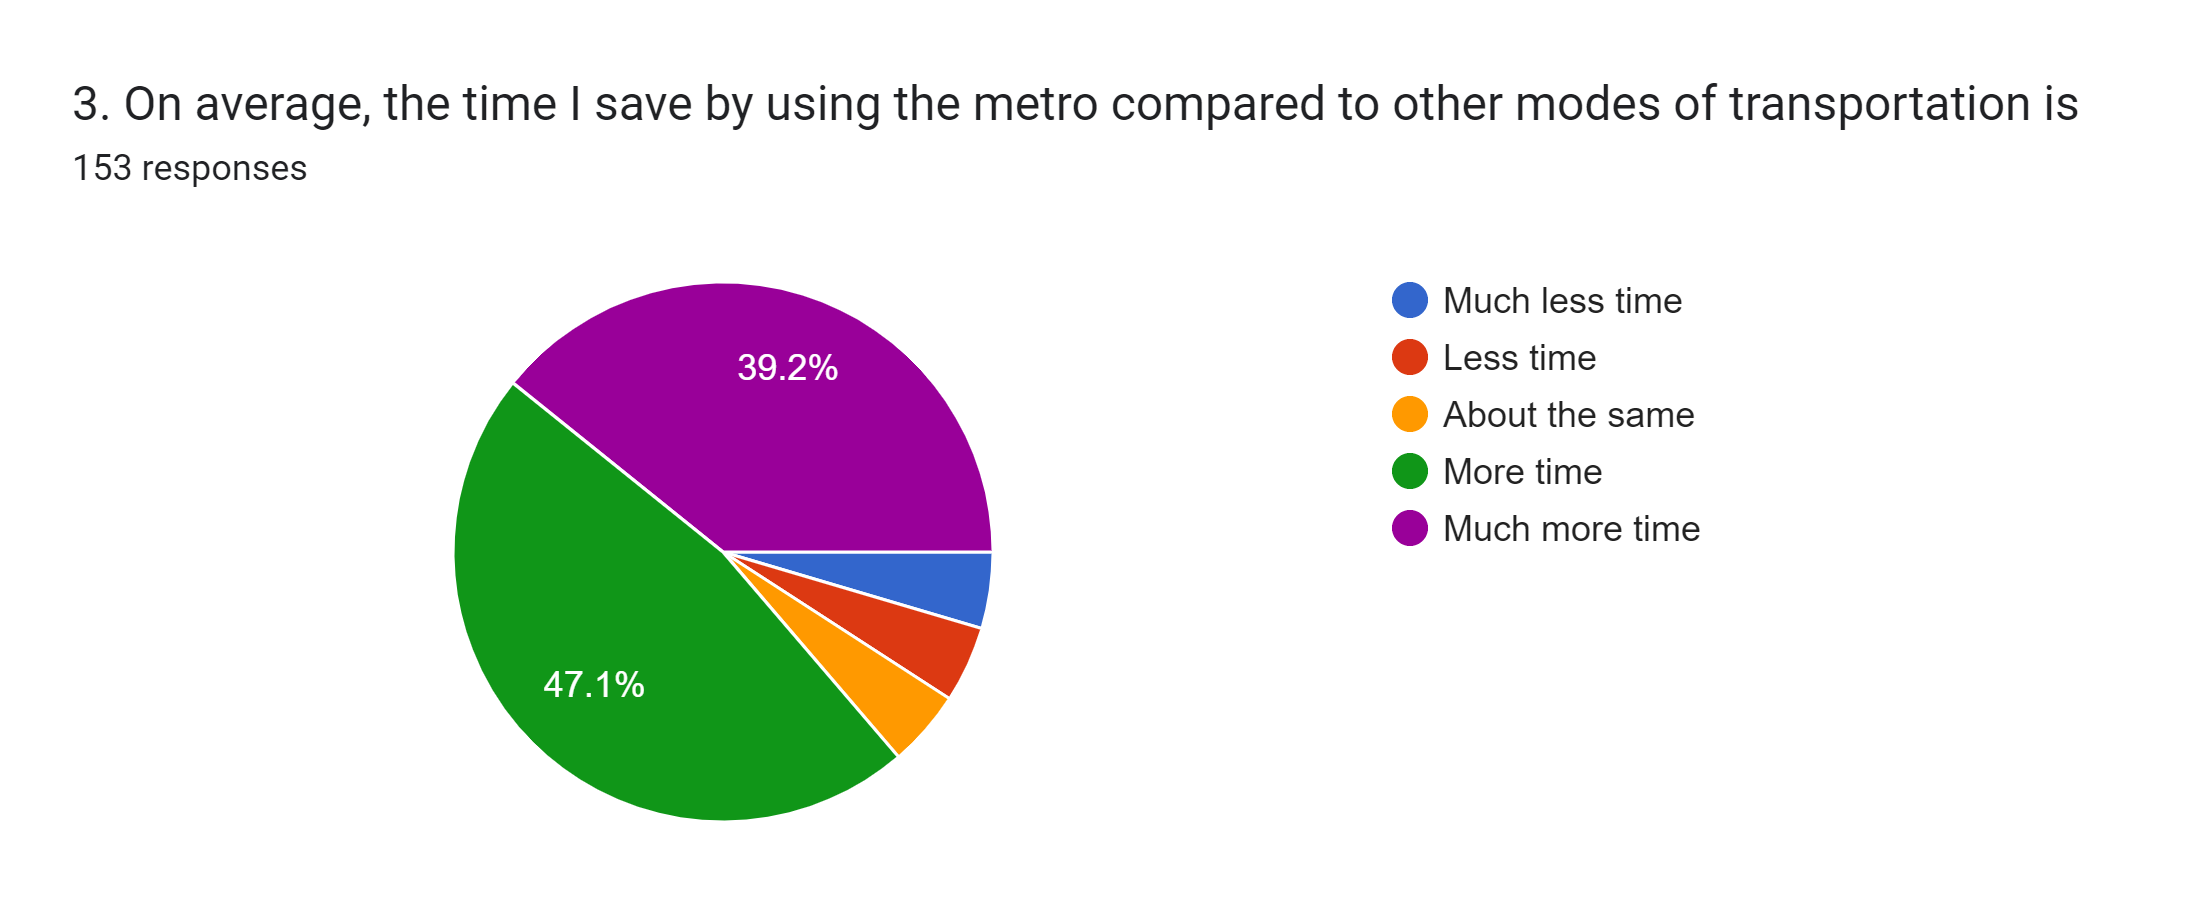 3. On average, the time I save by using the metro compared to other modes of transportation is
153 responses
39.2%
47.1%
Much less time
Less time
About the same
More time
Much more time